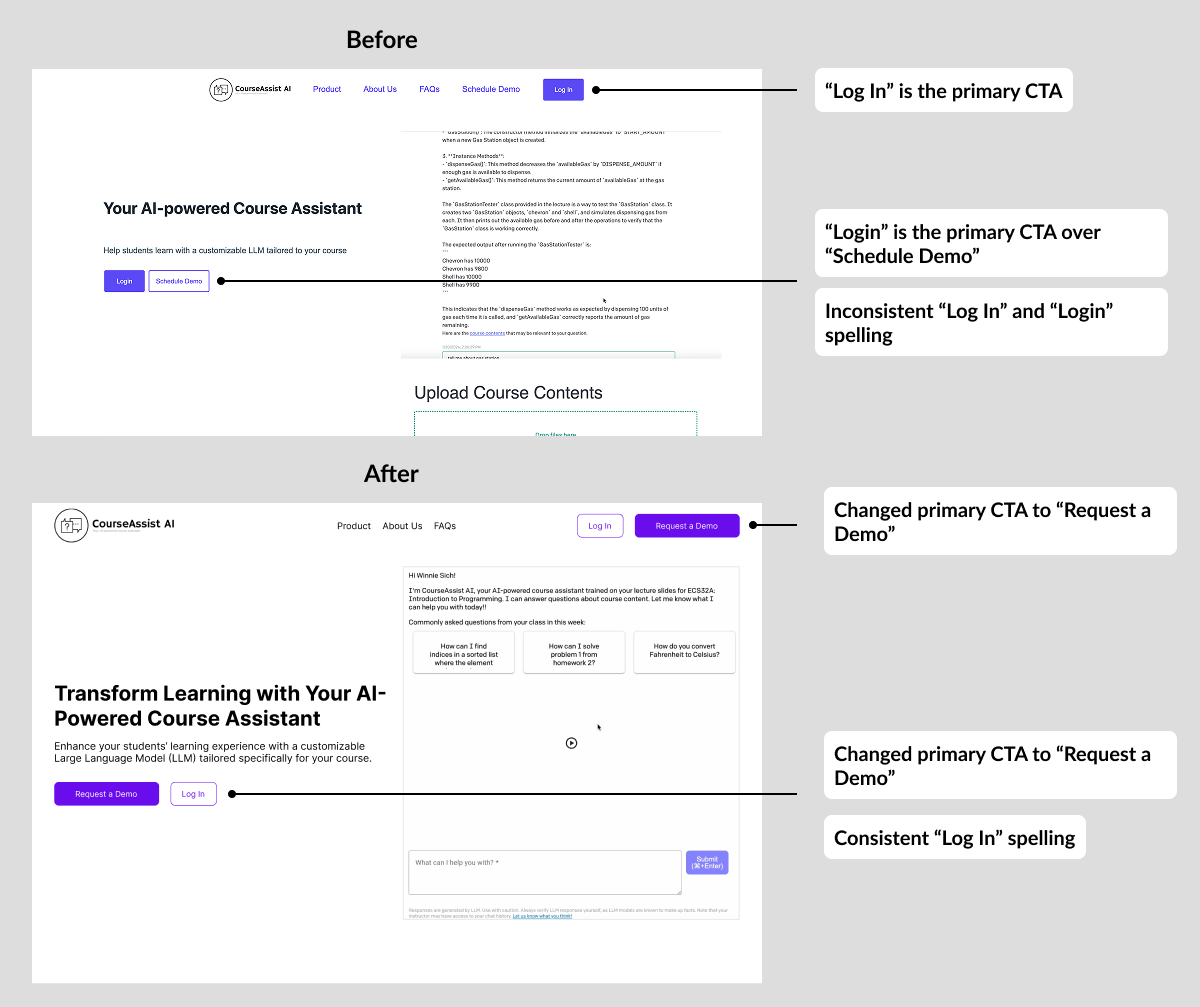 Before
CourseAssist AI
Product About Us FAQs Schedule Demo Log In
“Log In” is the primary CTA
when a new Gas Station object is created.
3. **Instance Methods**:
- `dispenseGas()`: This method decreases the `availableGas` by `DISPENSE_AMOUNT` if
enough gas is available to dispense.
- `getAvailableGas()`: This method returns the current amount of `availableGas` at the gas
station.
The `GasStationTester` class provided in the lecture is a way to test the `GasStation` class. It
creates two `GasStation` objects, `chevron` and `shell`, and simulates dispensing gas from
each. It then prints out the available gas before and after the operations to verify that the
`GasStation` class is working correctly.
The expected output after running the `GasStationTester` is:
```
Chevron has 10000
Chevron has 9800
Shell has 10000
Shell has 9900
```
This indicates that the `dispenseGas` method works as expected by dispensing 100 units of
gas each time it is called, and `getAvailableGas` correctly reports the amount of gas
remaining.
Here are the course contents that may be relevant to your question.
tell me about gas station
Your AI-powered Course Assistant
Help students learn with a customizable LLM tailored to your course
Login Schedule Demo
“Login” is the primary CTA over
“Schedule Demo”
Inconsistent “Log In” and “Login”
spelling
Upload Course Contents
Drop files here
After
CourseAssist AI
Product About Us FAQs
Log In Request a Demo
Changed primary CTA to “Request a
Demo”
Hi Winnie Sich!
I'm CourseAssist AI, your AI-powered course assistant trained on your lecture slides for ECS32A:
Introduction to Programming. I can answer questions about course content. Let me know what I
can help you with today!!
Commonly asked questions from your class in this week:
How can I find
indices in a sorted list
where the element
How can I solve
problem 1 from
homework 2?
How do you convert
Fahrenheit to Celsius?
Transform Learning with Your AI-
Powered Course Assistant
Enhance your students' learning experience with a customizable
Large Language Model (LLM) tailored specifically for your course.
Request a Demo Log In
Changed primary CTA to “Request a
Demo”
Consistent “Log In” spelling
What can I help you with? *
Submit
(⌘+Enter)
Responses are generated by LLM. Use with caution. Always verify LLM responses yourself, as LLM models are known to make up facts. Note that your
instructor may have access to your chat history. Let us know what you think!